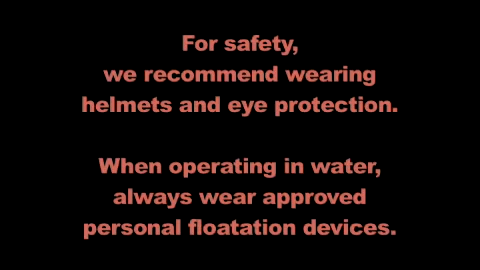 For safety,
we recommend wearing
helmets and eye protection.
When operating in water,
always wear approved
personal floatation devices.